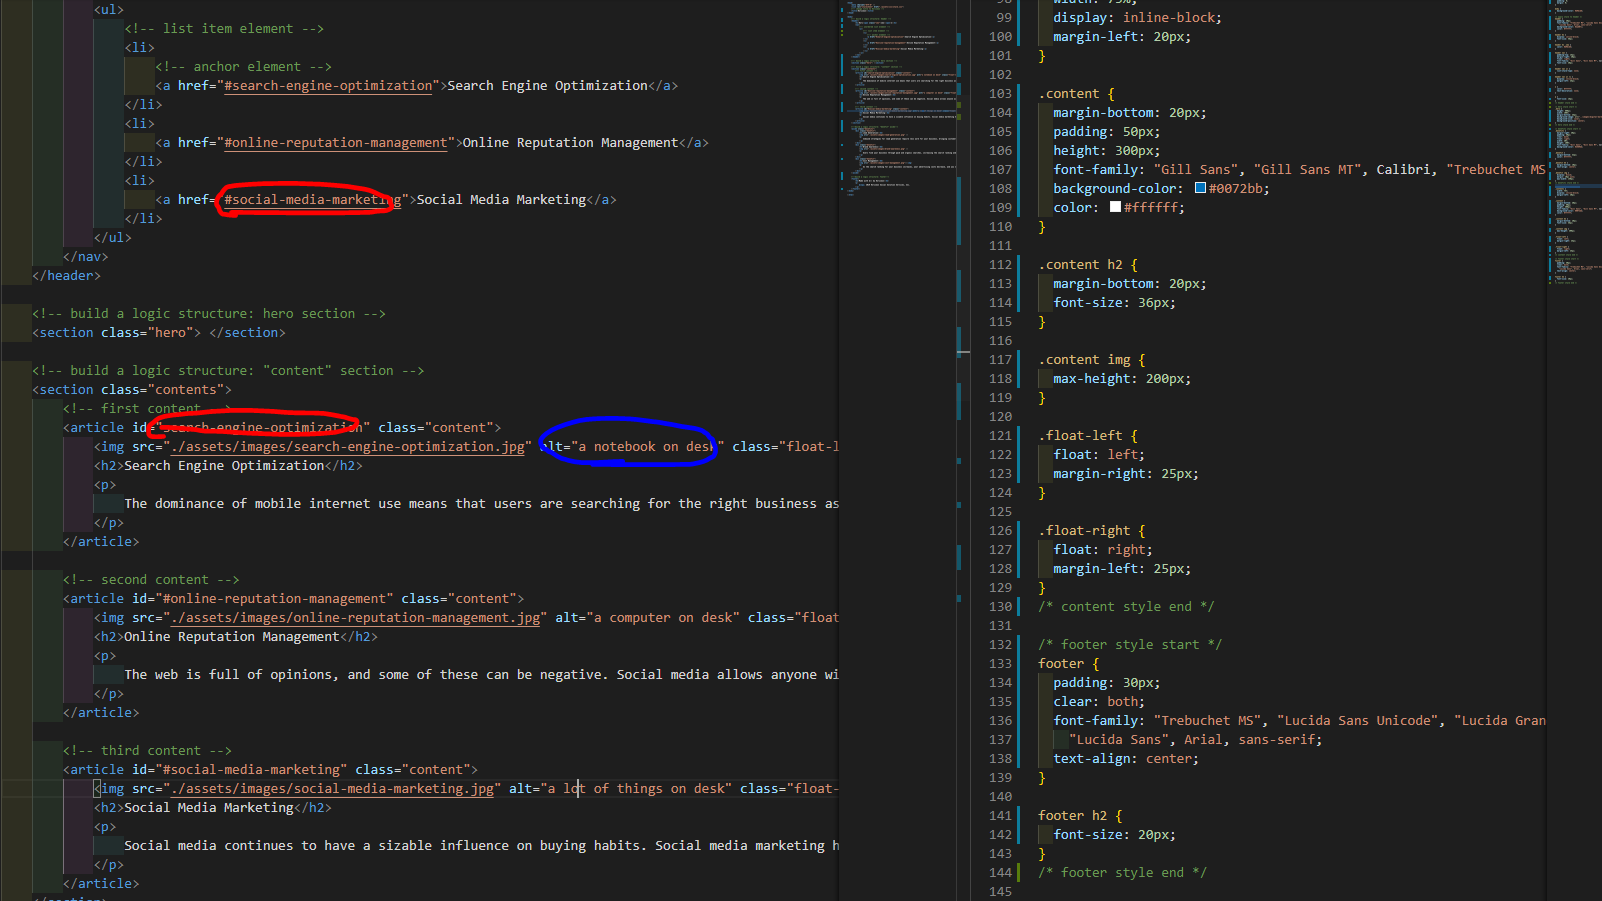 <ul>
<!-- list item element -->
<li>
<!-- anchor element -->
<a href="#search-engine-optimization">Search Engine Optimization</a>
</li>
<li>
<a href="#online-reputation-management">Online Reputation Management</a>
</li>
<li>
<a href="#social-media-marketing">Social Media Marketing</a>
</li>
</ul>
</nav>
</header>
<!-- build a logic structure: hero section -->
<section class="hero"> </section>
<!-- build a logic structure: "content" section -->
<section class="contents">
<!-- first content -->
<article id="search-engine-optimization" class="content">
<img src="./assets/images/search-engine-optimization.jpg" alt="a notebook on desk" class="float-l
<h2>Search Engine Optimization</h2>
<p>
The dominance of mobile internet use means that users are searching for the right business as
</p>
</article>
<!-- second content -->
<article id="#online-reputation-management" class="content">
<img src="./assets/images/online-reputation-management.jpg" alt="a computer on desk" class="float
<h2>Online Reputation Management</h2>
<p>
The web is full of opinions, and some of these can be negative. Social media allows anyone wi
</p>
</article>
<!-- third content -->
<article id="#social-media-marketing" class="content">
<img src="./assets/images/social-media-marketing.jpg" alt="a lot of things on desk" class="float-
<h2>Social Media Marketing</h2>
<p>
Social media continues to have a sizable influence on buying habits. Social media marketing h
</p>
</article>
98 width: 75%;
99 display: inline-block;
100 margin-left: 20px;
101 }
102
103 .content {
104 margin-bottom: 20px;
105 padding: 50px;
106 height: 300px;
107 font-family: "Gill Sans", "Gill Sans MT", Calibri, "Trebuchet MS
108 background-color: #0072bb;
109 color: #ffffff;
110 }
111
112 .content h2 {
113 margin-bottom: 20px;
114 font-size: 36px;
115 }
116
117 .content img {
118 max-height: 200px;
119 }
120
121 .float-left {
122 float: left;
123 margin-right: 25px;
124 }
125
126 .float-right {
127 float: right;
128 margin-left: 25px;
129 }
130 /* content style end */
131
132 /* footer style start */
133 footer {
134 padding: 30px;
135 clear: both;
136 font-family: "Trebuchet MS", "Lucida Sans Unicode", "Lucida Gran
137 "Lucida Sans", Arial, sans-serif;
138 text-align: center;
139 }
140
141 footer h2 {
142 font-size: 20px;
143 }
144 /* footer style end */
145